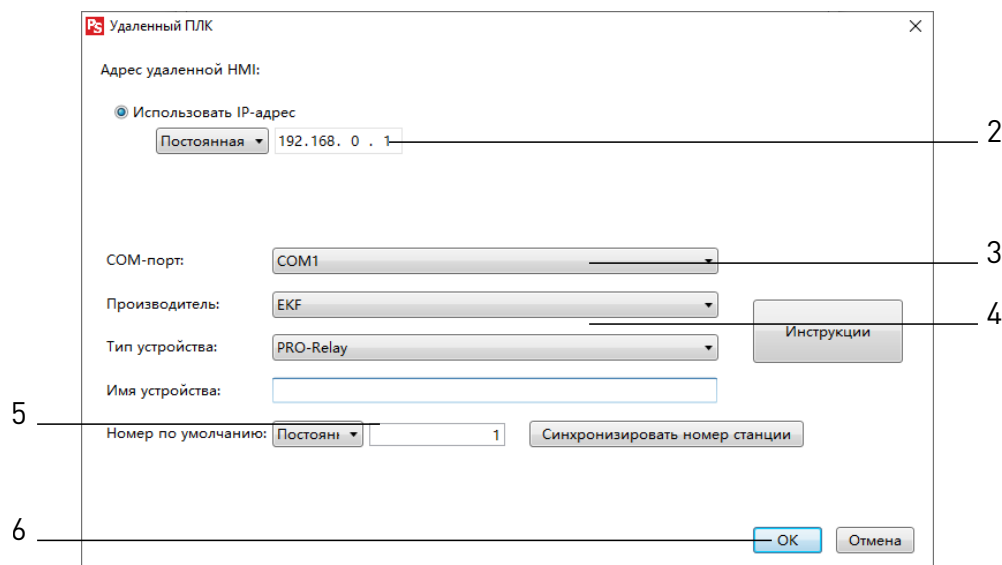 PS Удаленный ПЛК
Адрес удаленной HMI:
Использовать IP-адрес
Постоянная 192.168. 0 . 1
2
COM-порт: COM1
3
Производитель: EKF
4
Инструкции
Тип устройства: PRO-Relay
Имя устройства:
5
Номер по умолчанию: Постоянн 1 Синхронизировать номер станции
6
OK Отмена